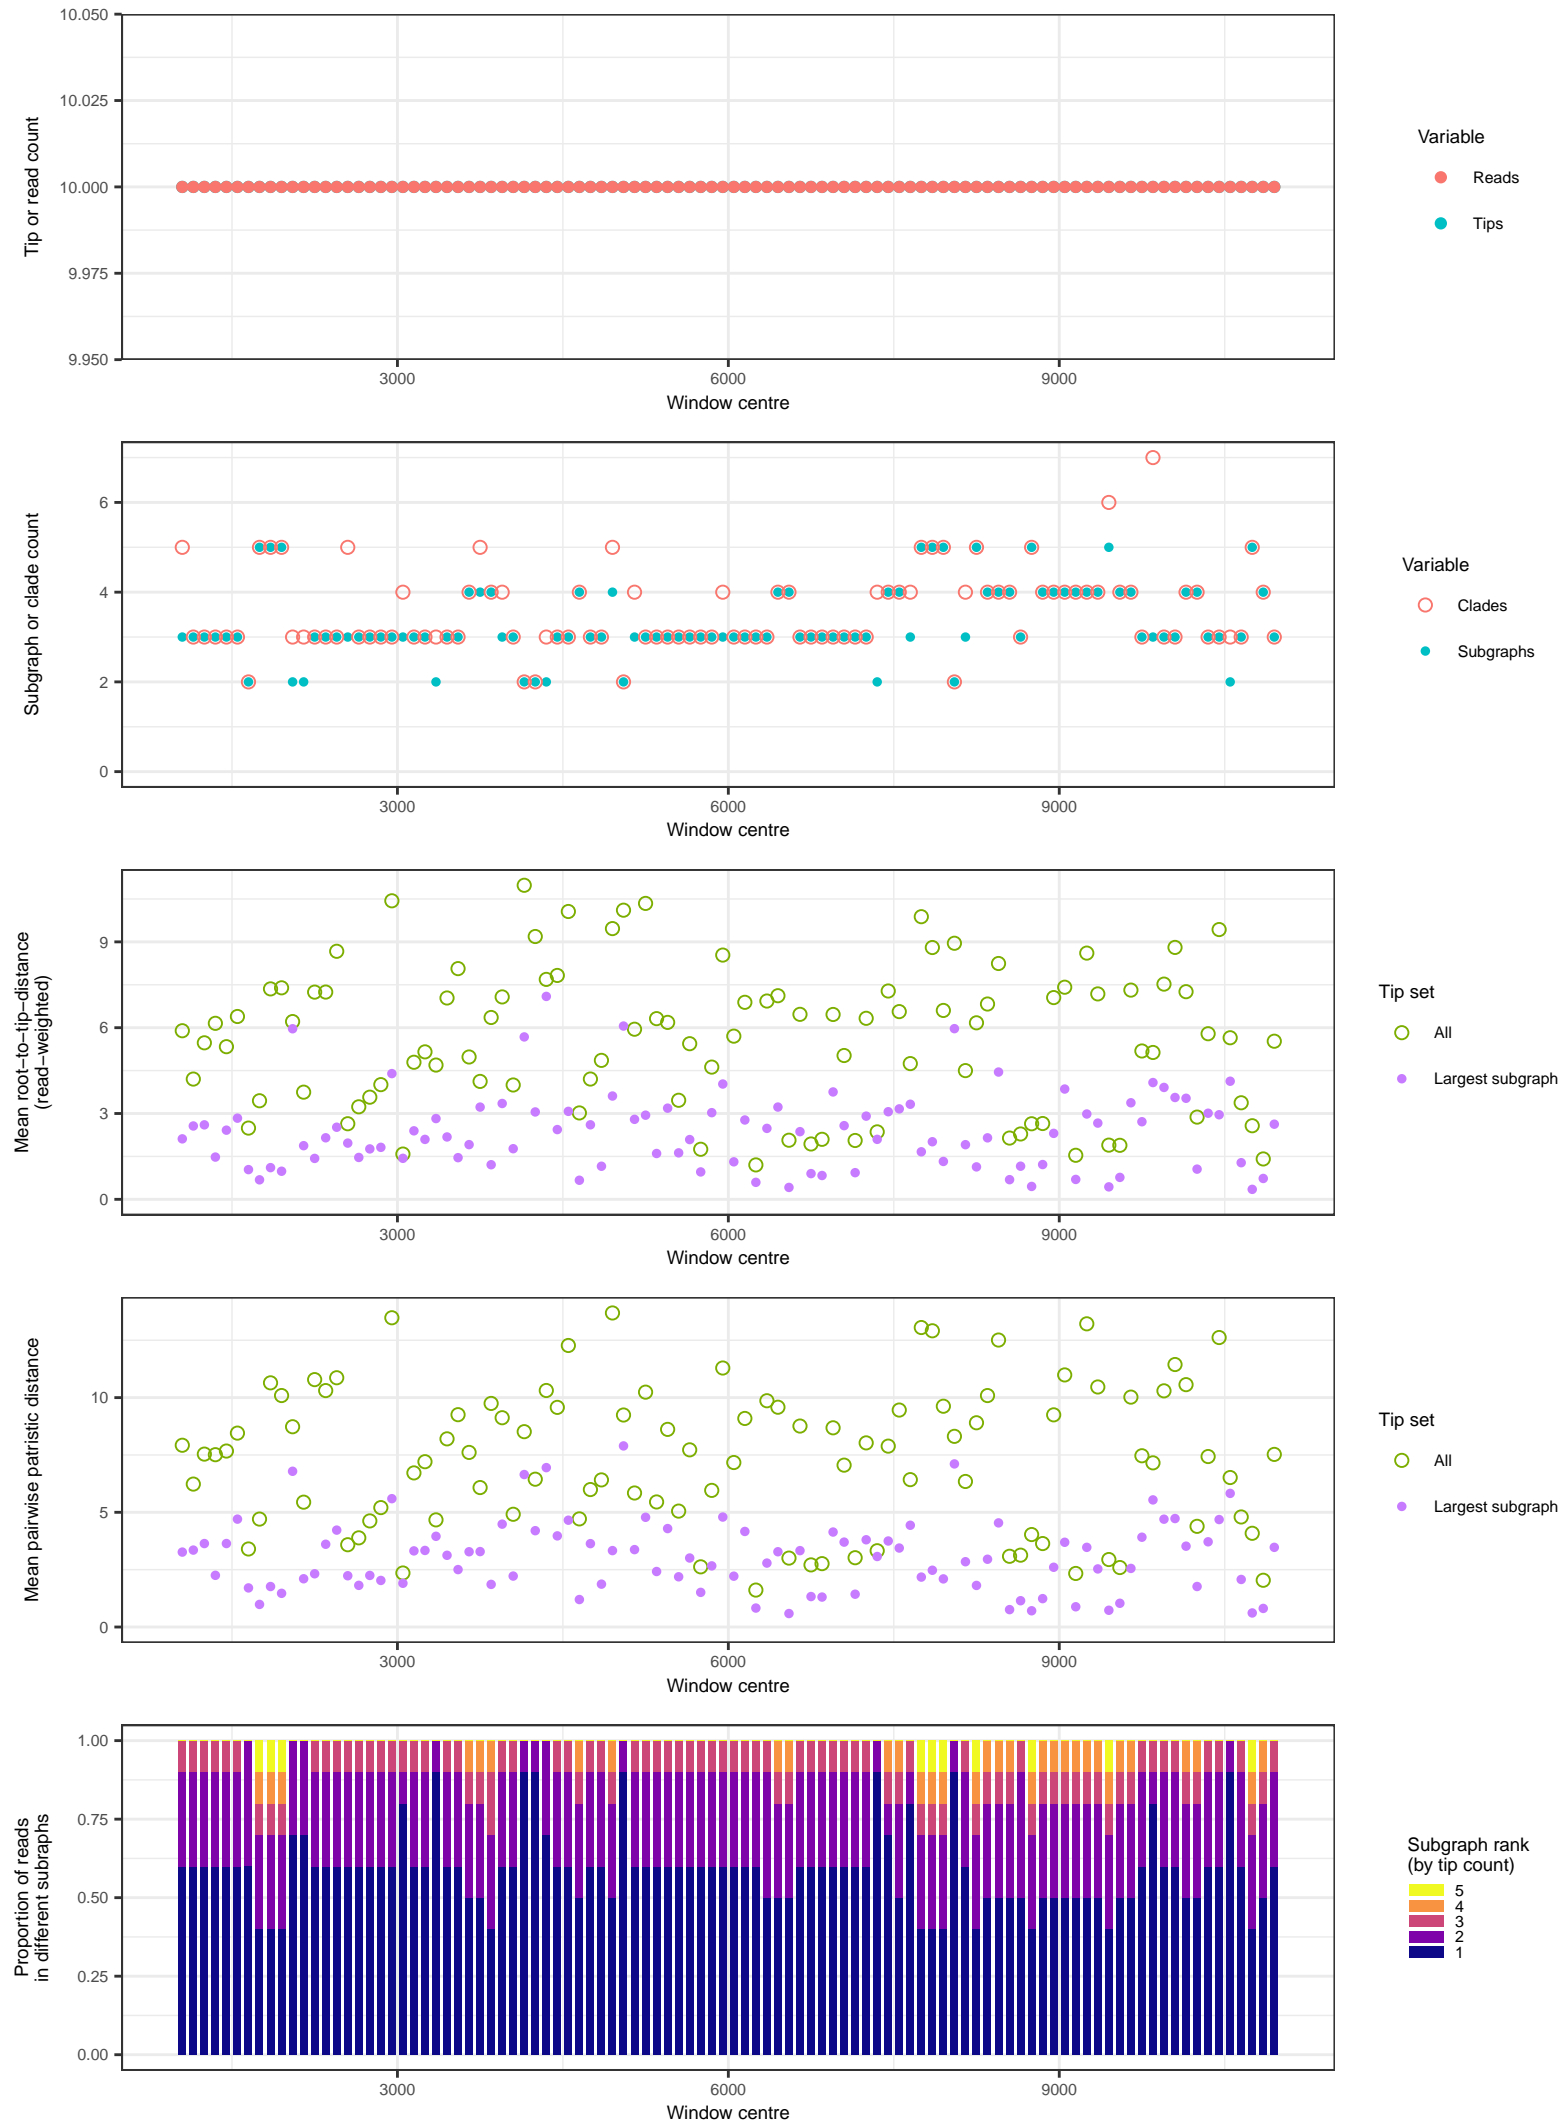 10.050
10.025
10.000
9.975
9.950
Tip or read count
3000 6000 9000
Window centre
Variable
Reads
Tips
6
4
2
0
Subgraph or clade count
3000 6000 9000
Window centre
Variable
Clades
Subgraphs
9
6
3
0
Mean root−to−tip−distance
(read−weighted)
3000 6000 9000
Window centre
Tip set
All
Largest subgraph
10
5
0
Mean pairwise patristic distance
3000 6000 9000
Window centre
Tip set
All
Largest subgraph
1.00
0.75
0.50
0.25
0.00
Proportion of reads
in different subraphs
3000 6000 9000
Window centre
Subgraph rank
(by tip count)
5
4
3
2
1